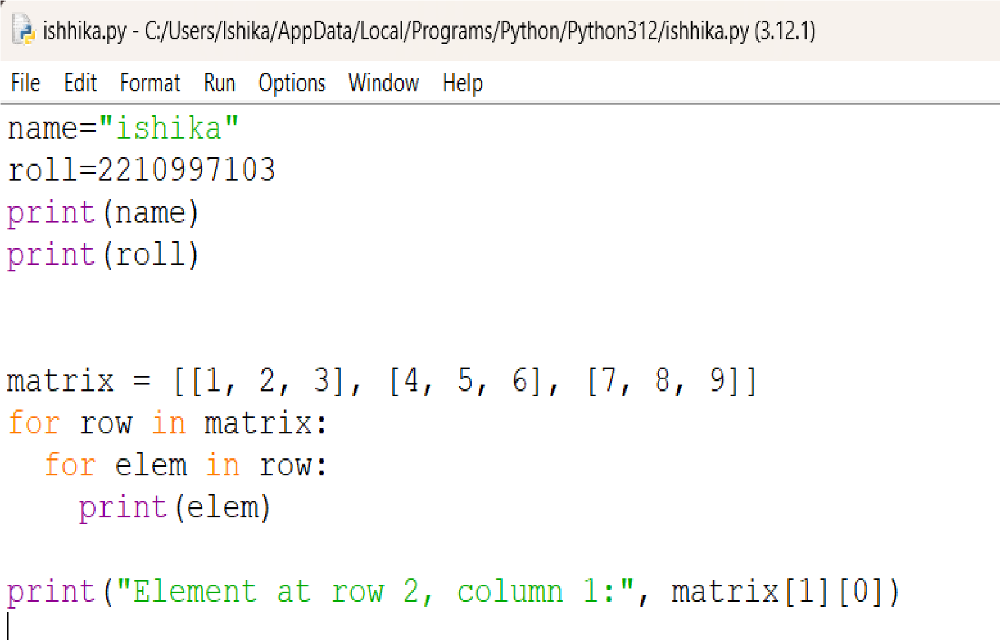 ishhika.py - C:/Users/Ishika/AppData/Local/Programs/Python/Python312/ishhika.py (3.12.1)
File Edit Format Run Options Window Help
name="ishika"
roll=2210997103
print(name)
print(roll)
matrix = [[1, 2, 3], [4, 5, 6], [7, 8, 9]]
for row in matrix:
  for elem in row:
    print(elem)
print("Element at row 2, column 1:", matrix[1][0])